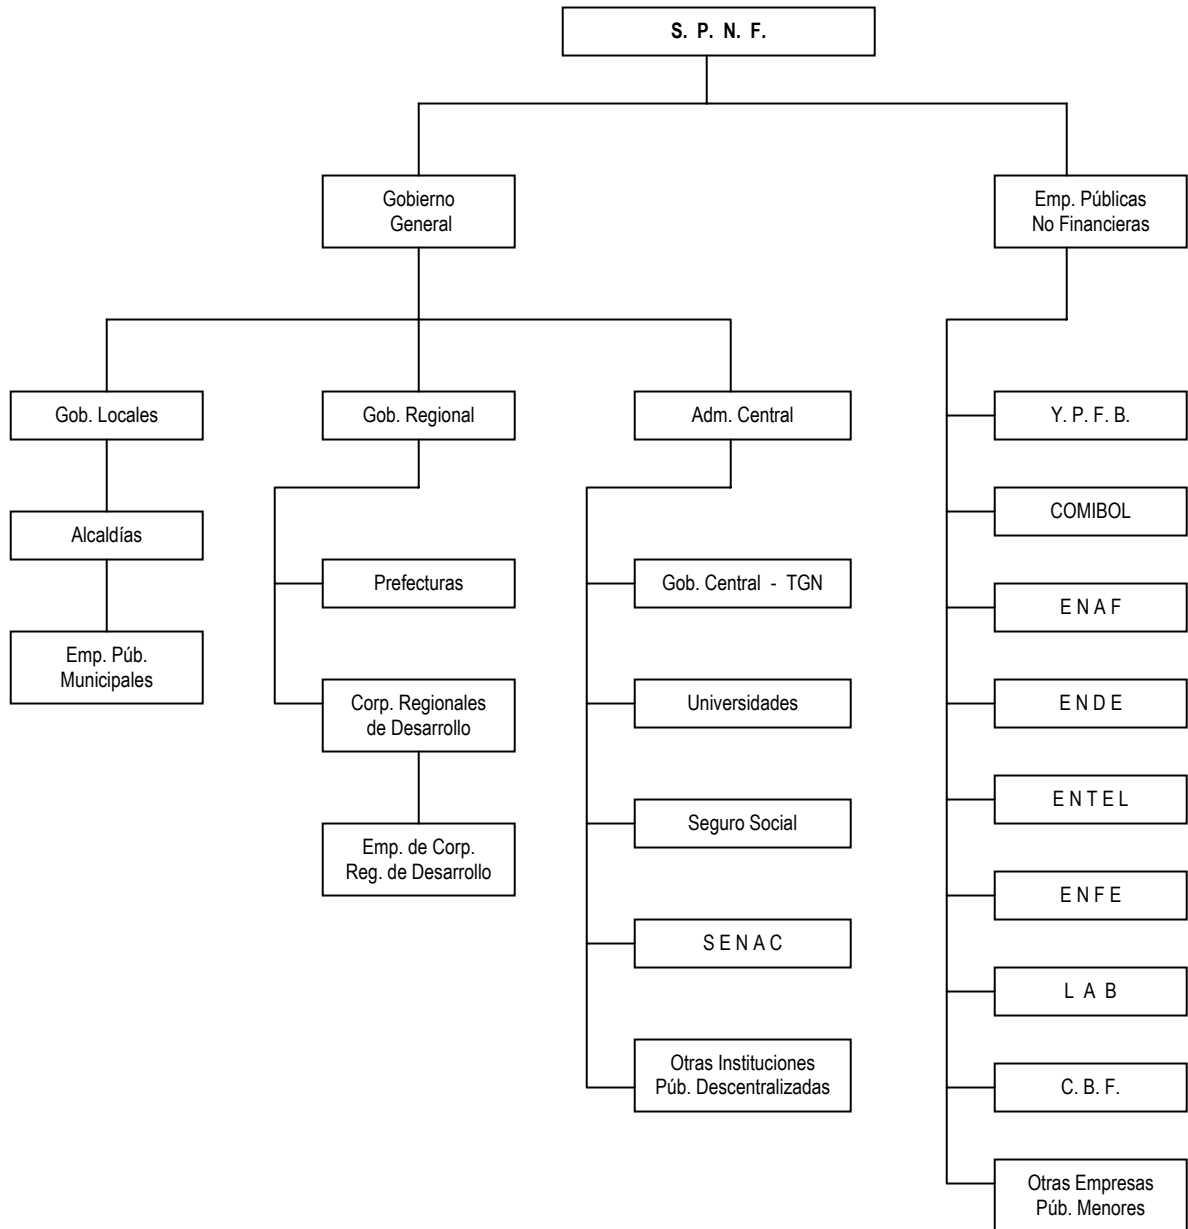 S. P. N. F.
Gobierno
General
Emp. Públicas
No Financieras
Gob. Locales
Gob. Regional
Adm. Central
Y. P. F. B.
COMIBOL
Alcaldías
Prefecturas
Gob. Central - TGN
E N A F
Emp. Púb.
Municipales
Corp. Regionales
de Desarrollo
Universidades
E N D E
E N T E L
Emp. de Corp.
Reg. de Desarrollo
Seguro Social
E N F E
S E N A C
L A B
Otras Instituciones
Púb. Descentralizadas
C. B. F.
Otras Empresas
Púb. Menores